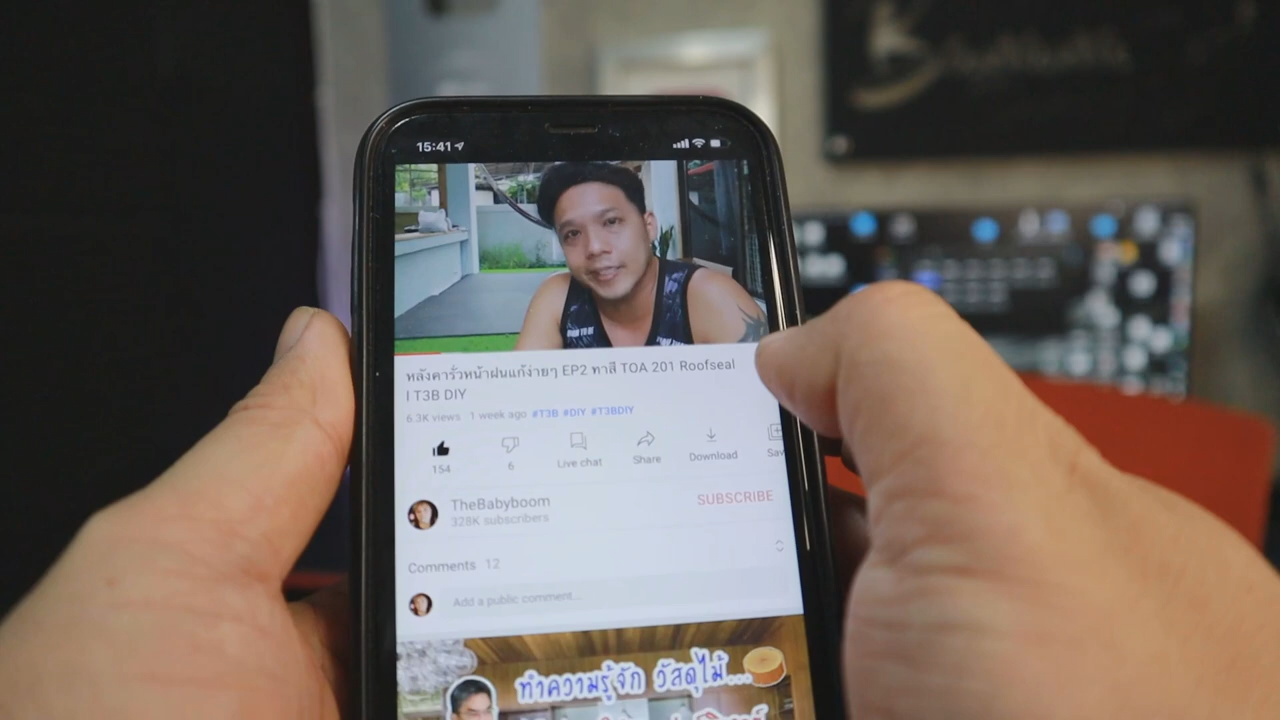 15:41
หลังคารั่วหน้าฝนแก้ง่ายๆ EP2 ทาสี TOA 201 Roofseal
l T3B DIY
6.3K views 1 week ago #T3B #DIY #T3BDIY
154 6 Live chat Share Download Sav
TheBabyboom
328K subscribers
SUBSCRIBE
Comments 12
Add a public comment...
ทำความรู้จัก วัสดุไม้...